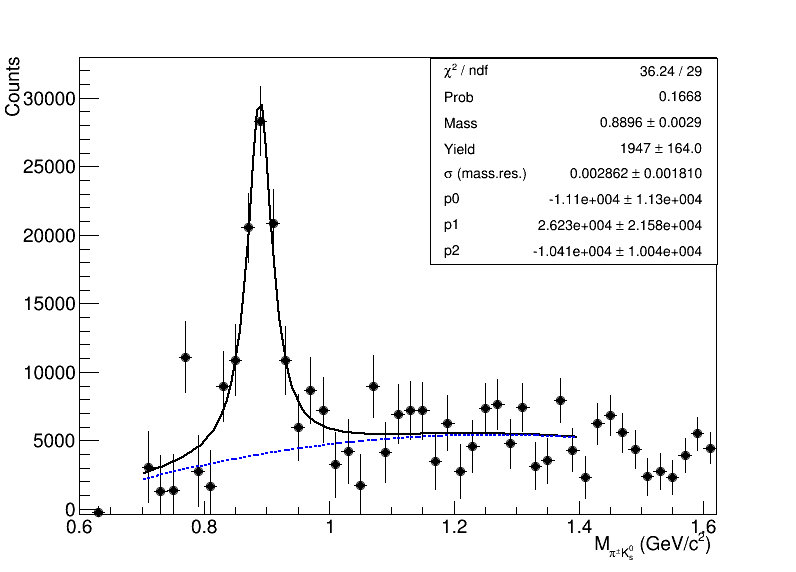 Counts
30000
25000
20000
15000
10000
5000
0
0.6 0.8 1 1.2 1.4 1.6
M π±K⁰s (GeV/c²)
χ² / ndf 36.24 / 29
Prob 0.1668
Mass 0.8896 ± 0.0029
Yield 1947 ± 164.0
σ (mass.res.) 0.002862 ± 0.001810
p0 -1.11e+004 ± 1.13e+004
p1 2.623e+004 ± 2.158e+004
p2 -1.041e+004 ± 1.004e+004